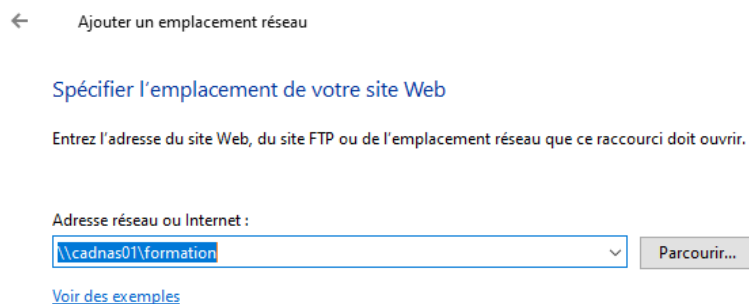 Ajouter un emplacement réseau
Spécifier l’emplacement de votre site Web
Entrez l’adresse du site Web, du site FTP ou de l’emplacement réseau que ce raccourci doit ouvrir.
Adresse réseau ou Internet :
\\cadnas01\formation
Parcourir...
Voir des exemples